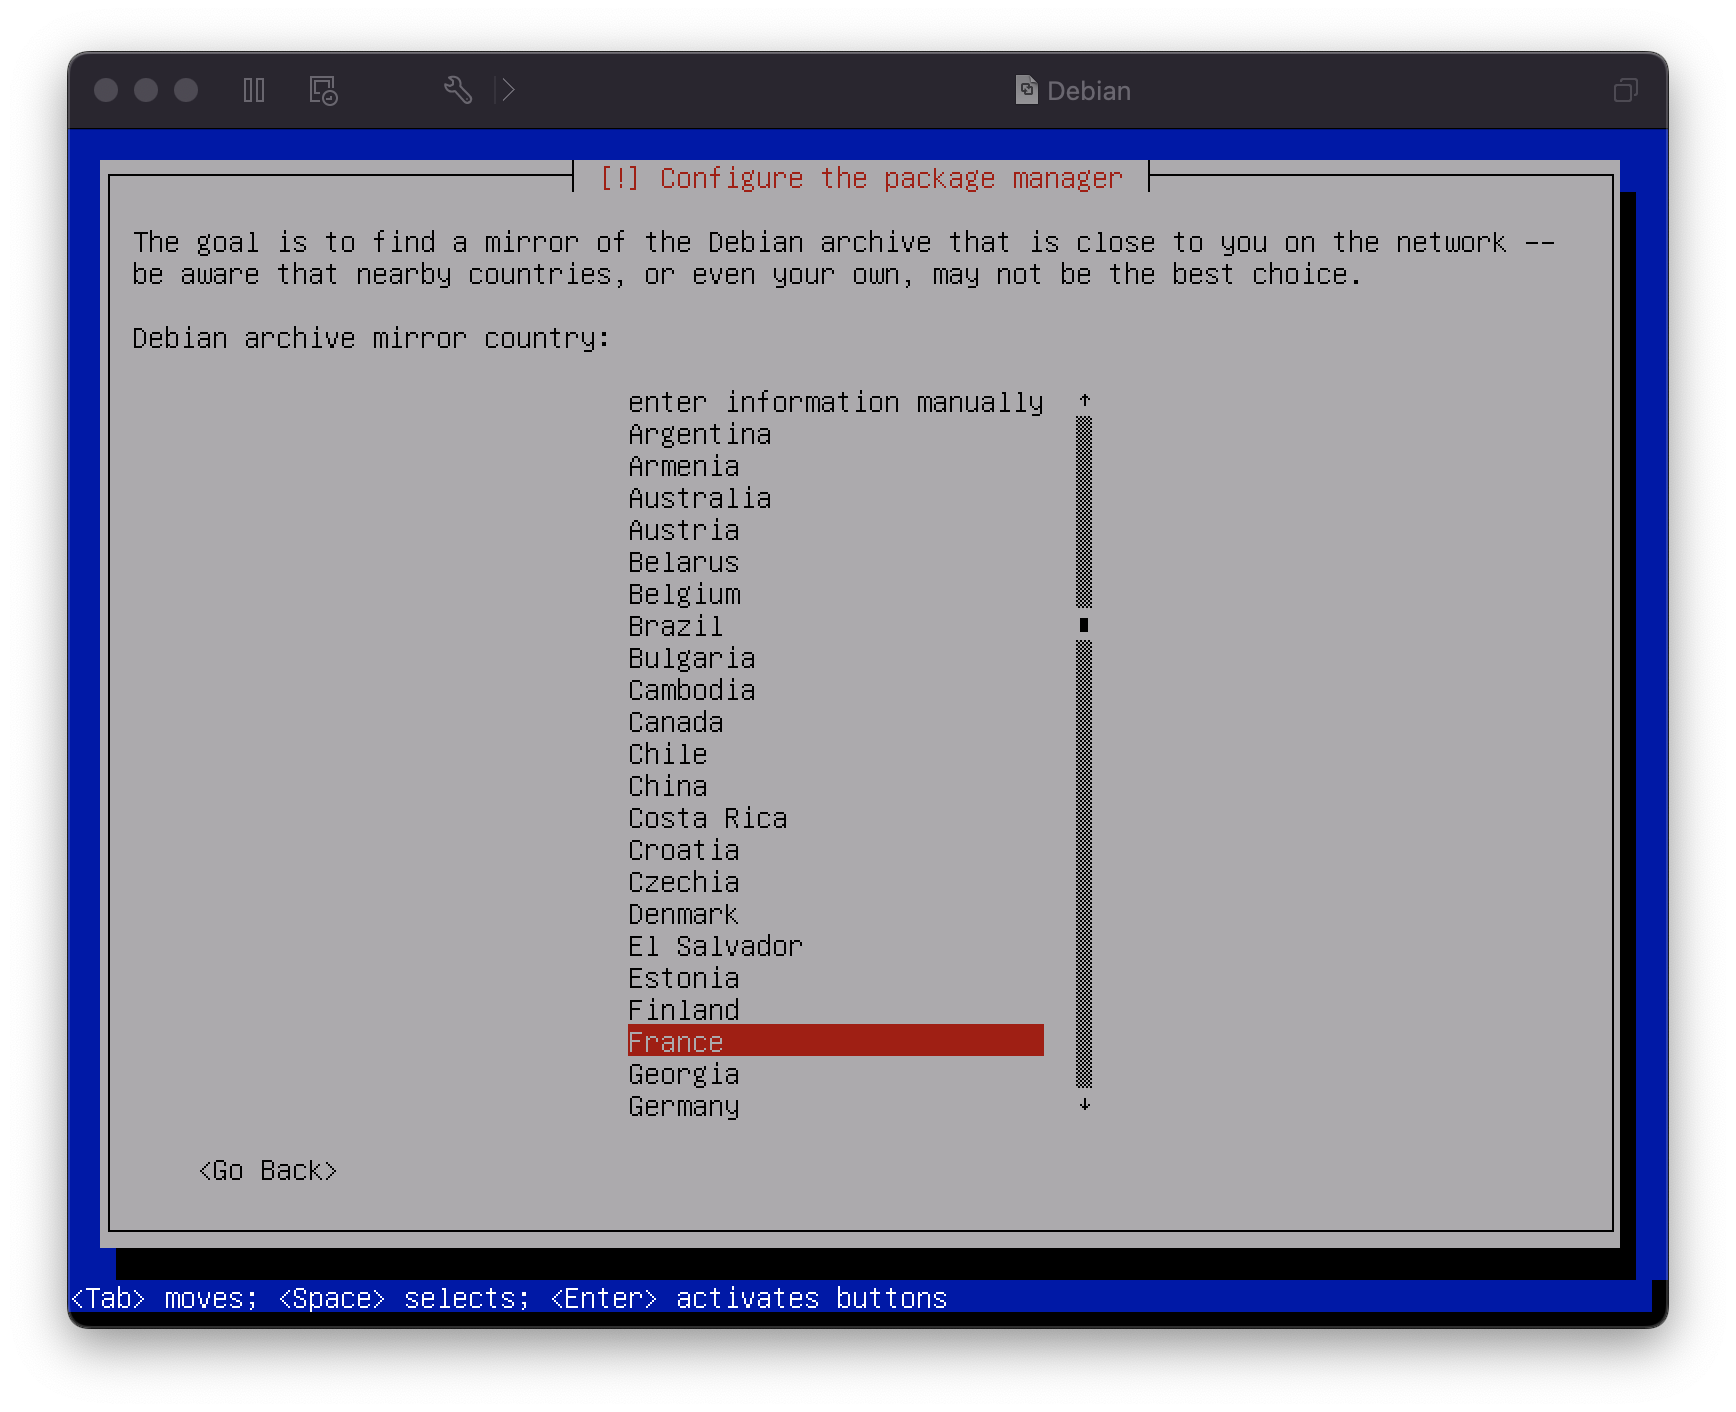 Debian
[!] Configure the package manager
The goal is to find a mirror of the Debian archive that is close to you on the network --
be aware that nearby countries, or even your own, may not be the best choice.
Debian archive mirror country:
enter information manually
Argentina
Armenia
Australia
Austria
Belarus
Belgium
Brazil
Bulgaria
Cambodia
Canada
Chile
China
Costa Rica
Croatia
Czechia
Denmark
El Salvador
Estonia
Finland
France
Georgia
Germany
<Go Back>
<Tab> moves; <Space> selects; <Enter> activates buttons